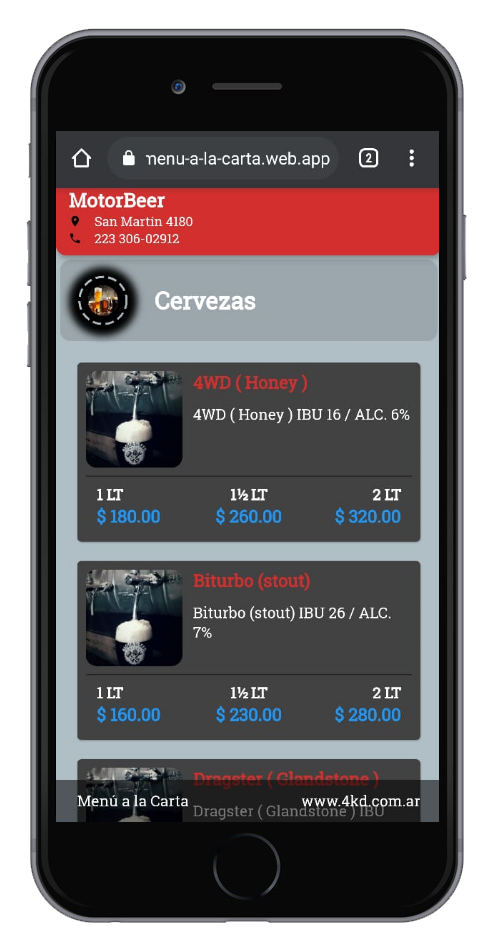 menu-a-la-carta.web.app
2
MotorBeer
San Martin 4180
223 306-02912
Cervezas
4WD ( Honey )
4WD ( Honey ) IBU 16 / ALC. 6%
1 LT 1½ LT 2 LT
$ 180.00 $ 260.00 $ 320.00
Biturbo (stout)
Biturbo (stout) IBU 26 / ALC.
7%
1 LT 1½ LT 2 LT
$ 160.00 $ 230.00 $ 280.00
Dragster ( Glandstone )
Menú a la Carta www.4kd.com.ar
Dragster ( Glandstone ) IBU